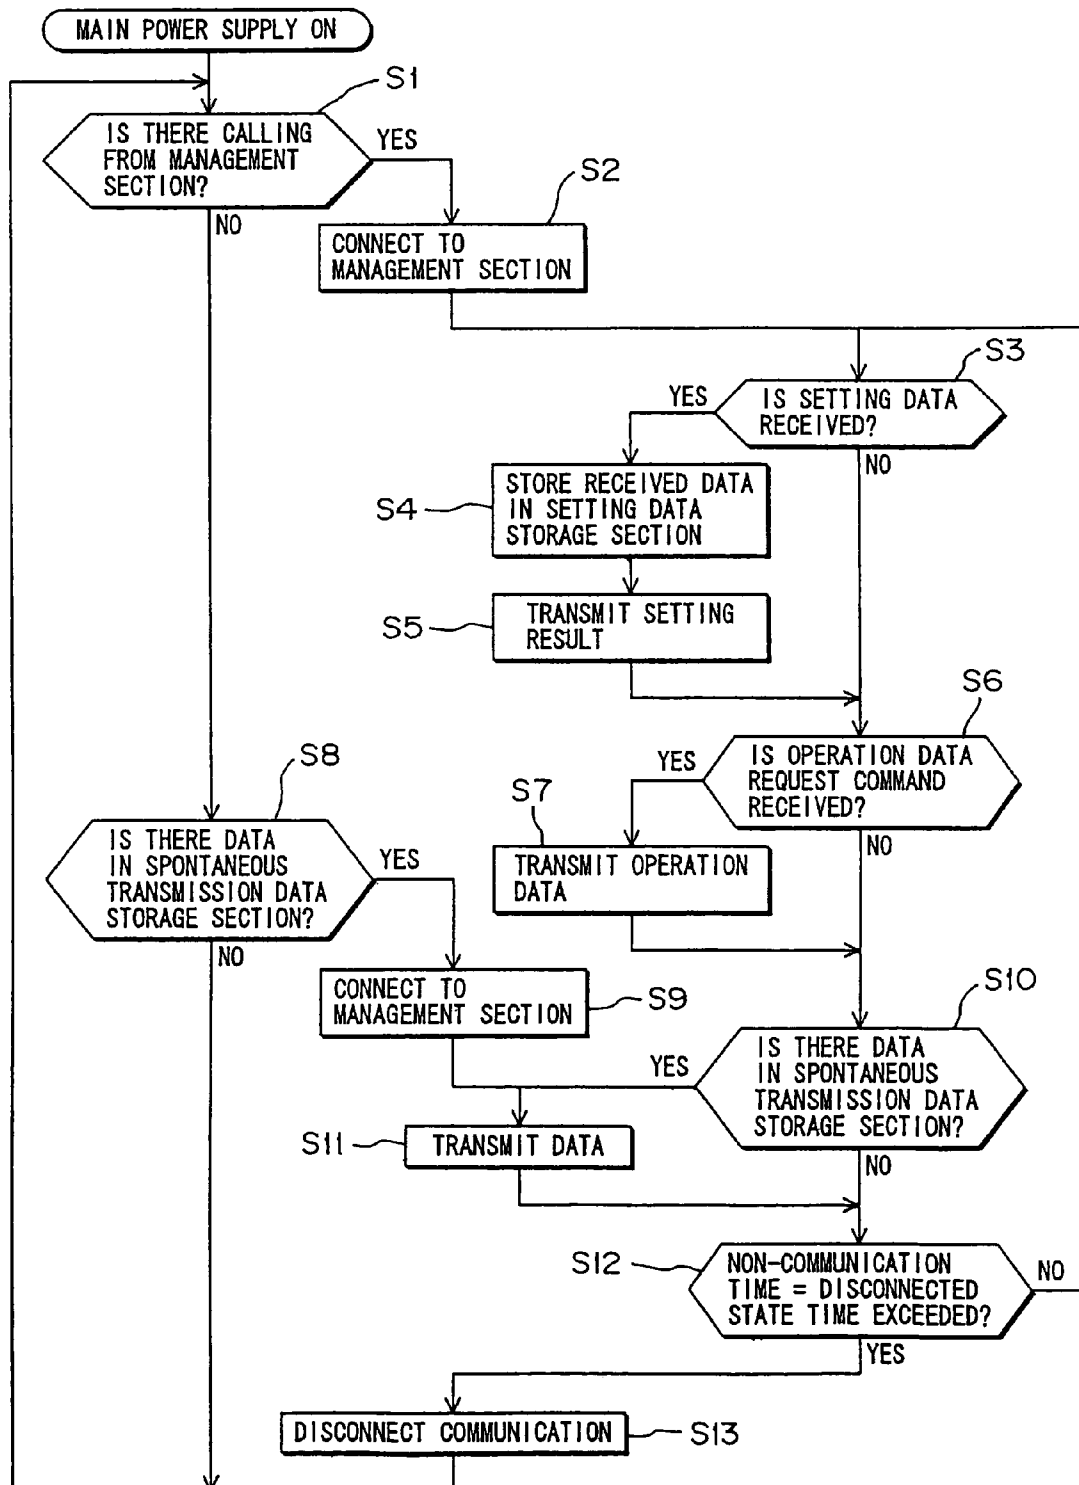 MAIN POWER SUPPLY ON
S1
IS THERE CALLING
FROM MANAGEMENT
SECTION?
YES
NO
S2
CONNECT TO
MANAGEMENT SECTION
S3
IS SETTING DATA
RECEIVED?
YES
NO
S4
STORE RECEIVED DATA
IN SETTING DATA
STORAGE SECTION
S5
TRANSMIT SETTING
RESULT
S6
IS OPERATION DATA
REQUEST COMMAND
RECEIVED?
YES
NO
S7
TRANSMIT OPERATION
DATA
S8
IS THERE DATA
IN SPONTANEOUS
TRANSMISSION DATA
STORAGE SECTION?
YES
NO
S9
CONNECT TO
MANAGEMENT SECTION
S10
IS THERE DATA
IN SPONTANEOUS
TRANSMISSION DATA
STORAGE SECTION?
YES
NO
S11
TRANSMIT DATA
S12
NON-COMMUNICATION
TIME = DISCONNECTED
STATE TIME EXCEEDED?
NO
YES
DISCONNECT COMMUNICATION
S13